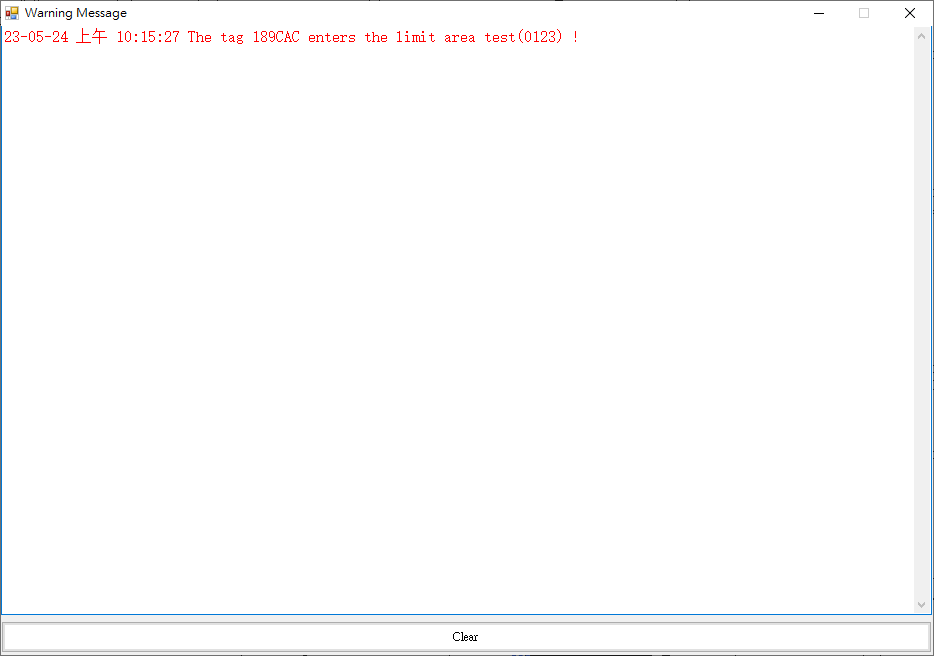 Warning Message
23-05-24 上午 10:15:27 The tag 189CAC enters the limit area test(0123) !
Clear